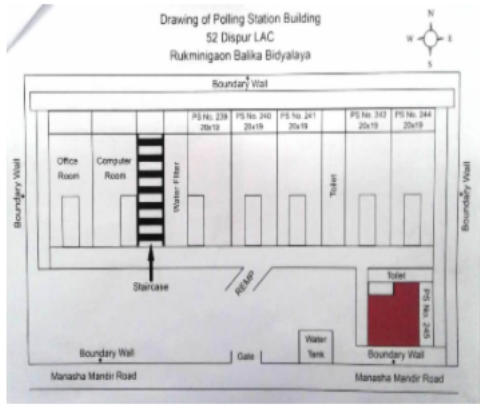 Drawing of Polling Station Building
52 Dispur LAC
Rukminigaon Balika Bidyalaya
N
W E
S
Boundary Wall
PS No. 239 PS No. 240 PS No. 241 PS No. 243 PS No. 244
20x19 20x19 20x19 20x19 20x19
Office
Room
Computer
Room
Water Filter
Toilet
Boundary Wall
Boundary Wall
Staircase
REMP
Toilet
PS No. 245
Water
Tank
Boundary Wall
Gate
Boundary Wall
Manasha Mandir Road
Manasha Mandir Road